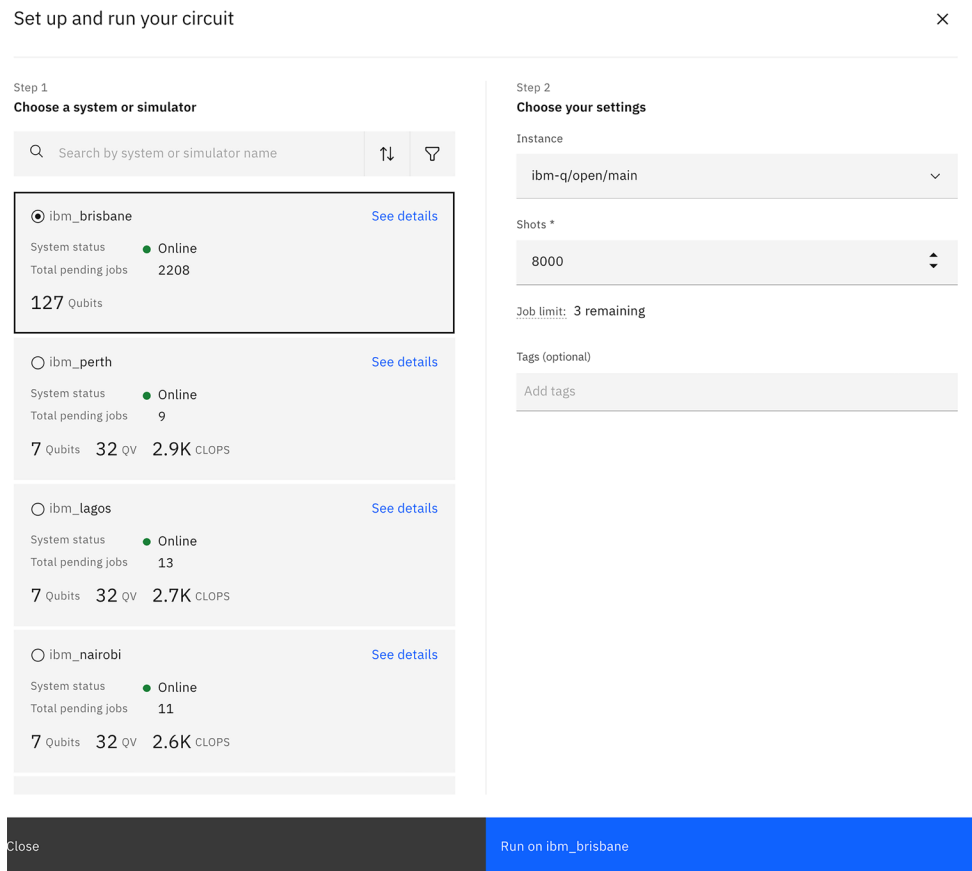 Set up and run your circuit
Step 1
Choose a system or simulator
Search by system or simulator name
ibm_brisbane See details
System status Online
Total pending jobs 2208
127 Qubits
ibm_perth See details
System status Online
Total pending jobs 9
7 Qubits 32 QV 2.9K CLOPS
ibm_lagos See details
System status Online
Total pending jobs 13
7 Qubits 32 QV 2.7K CLOPS
ibm_nairobi See details
System status Online
Total pending jobs 11
7 Qubits 32 QV 2.6K CLOPS
Step 2
Choose your settings
Instance
ibm-q/open/main
Shots *
8000
Job limit: 3 remaining
Tags (optional)
Add tags
Close
Run on ibm_brisbane